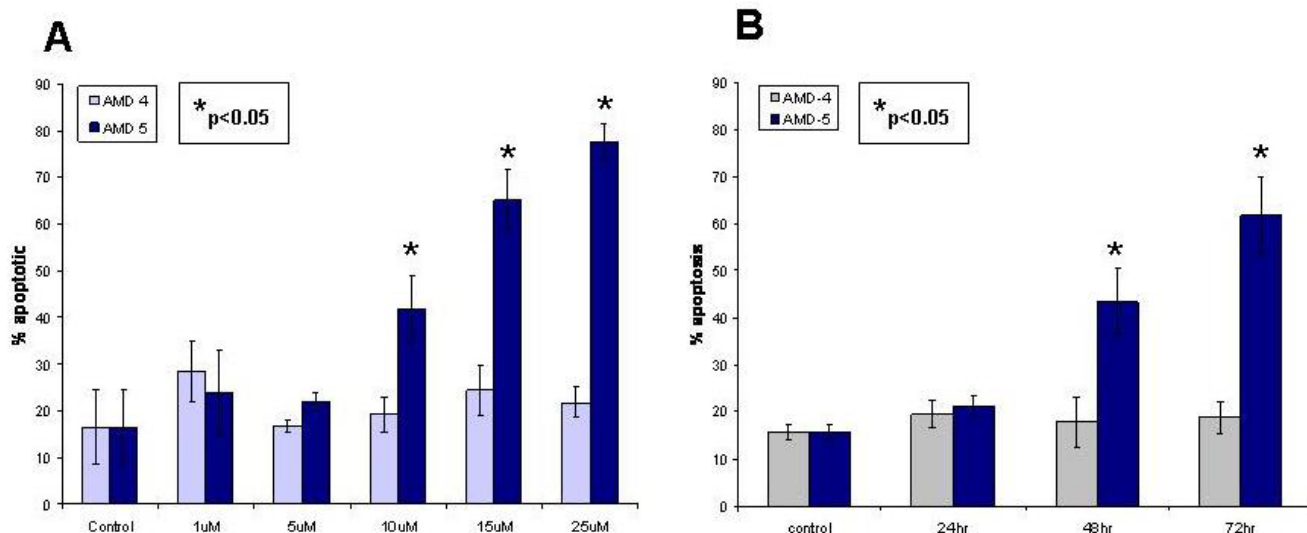 A
90
80
70
60
50
40
30
20
10
0
% apoptotic
AMD 4
AMD 5
* p<0.05
*
*
*
Control 1uM 5uM 10uM 15uM 25uM
B
90
80
70
60
50
40
30
20
10
0
% apoptosis
AMD-4
AMD-5
* p<0.05
*
*
control 24hr 48hr 72hr